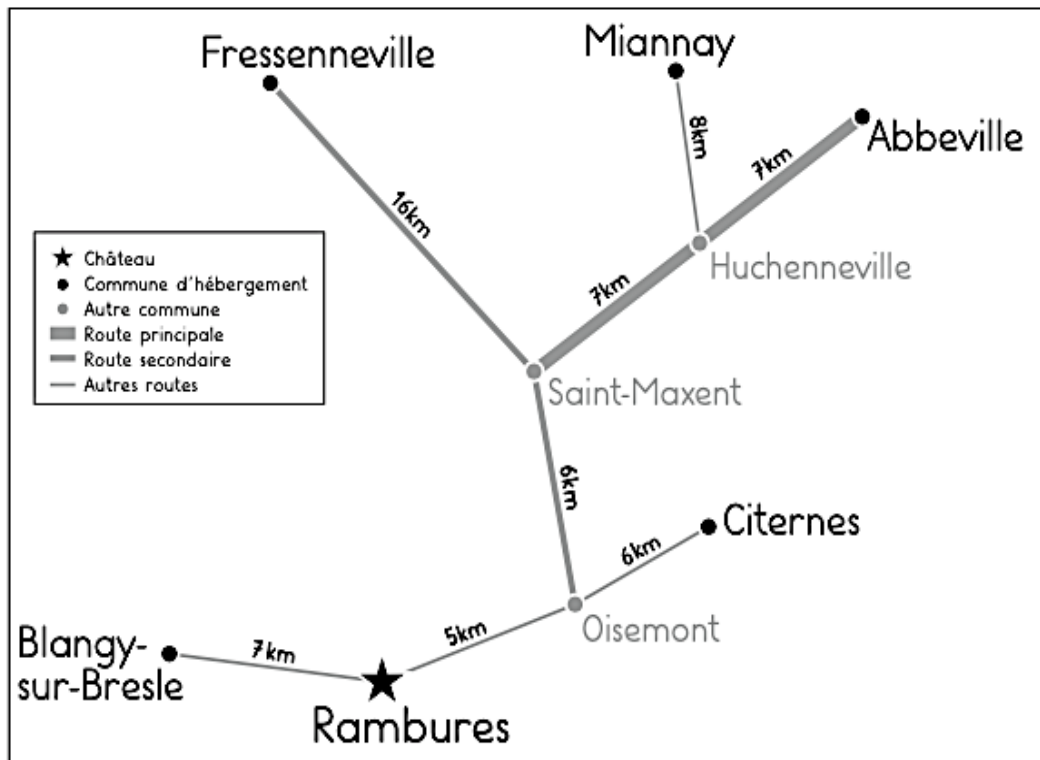 Miannay
Fressenneville
Abbeville
8km
7km
16km
Huchenneville
Château
Commune d'hébergement
Autre commune
Route principale
Route secondaire
Autres routes
7km
Saint-Maxent
6km
Citernes
6km
Oisemont
5km
Blangy-
sur-Bresle
7km
Rambures